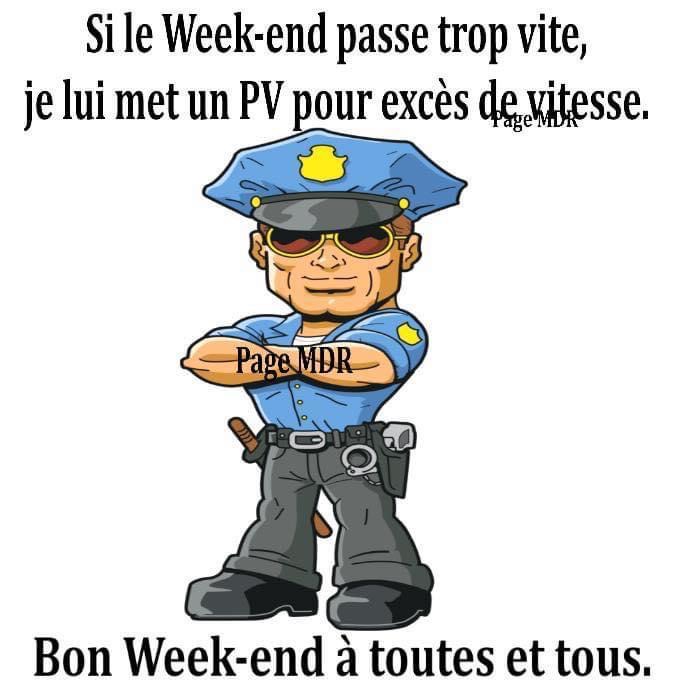 Si le Week-end passe trop vite,
je lui met un PV pour excès de vitesse.
Page MDR
Page MDR
Bon Week-end à toutes et tous.